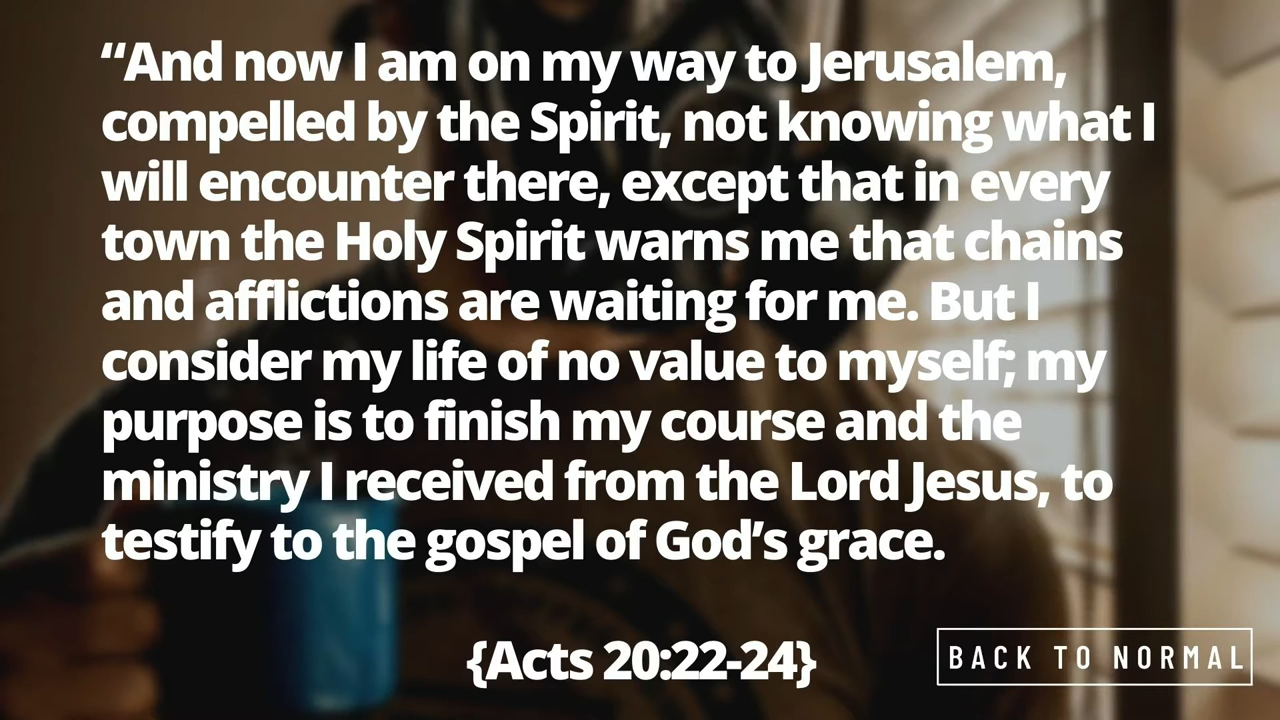 “And now I am on my way to Jerusalem,
compelled by the Spirit, not knowing what I
will encounter there, except that in every
town the Holy Spirit warns me that chains
and afflictions are waiting for me. But I
consider my life of no value to myself; my
purpose is to finish my course and the
ministry I received from the Lord Jesus, to
testify to the gospel of God’s grace.
{Acts 20:22-24}
BACK TO NORMAL